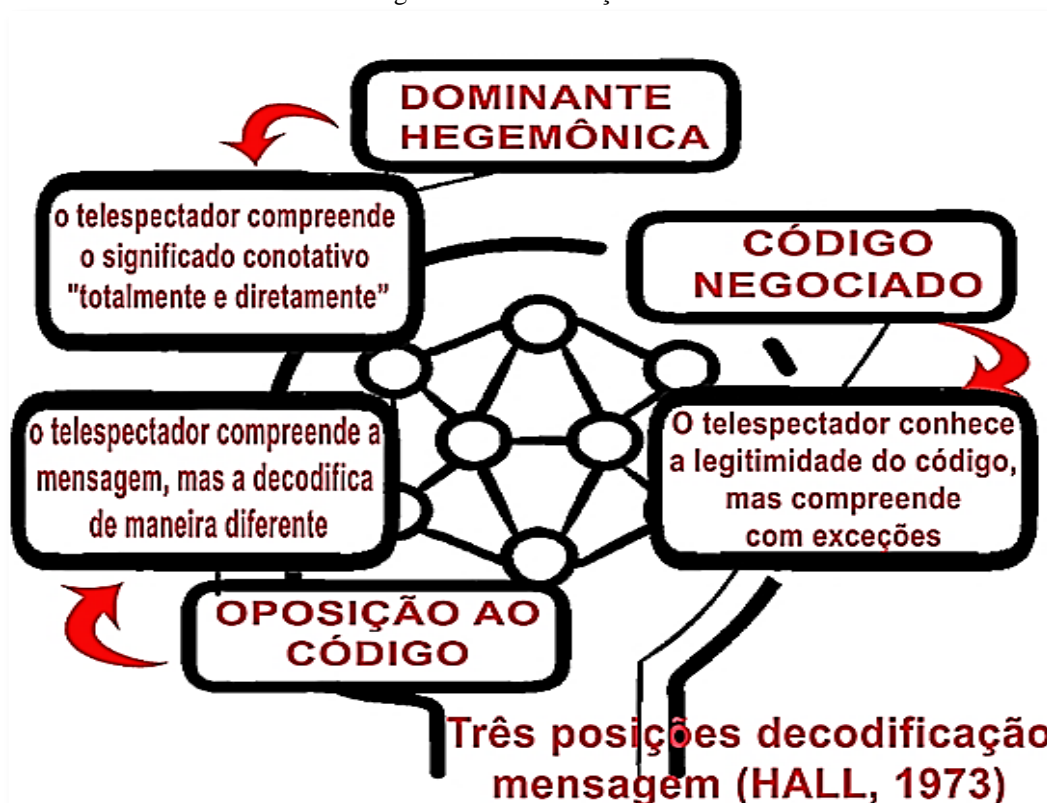 DOMINANTE
HEGEMÔNICA
o telespectador compreende
o significado conotativo
"totalmente e diretamente”
CÓDIGO
NEGOCIADO
O telespectador conhece
a legitimidade do código,
mas compreende
com exceções
o telespectador compreende a
mensagem, mas a decodifica
de maneira diferente
OPOSIÇÃO AO
CÓDIGO
Três posições decodificação
mensagem (HALL, 1973)